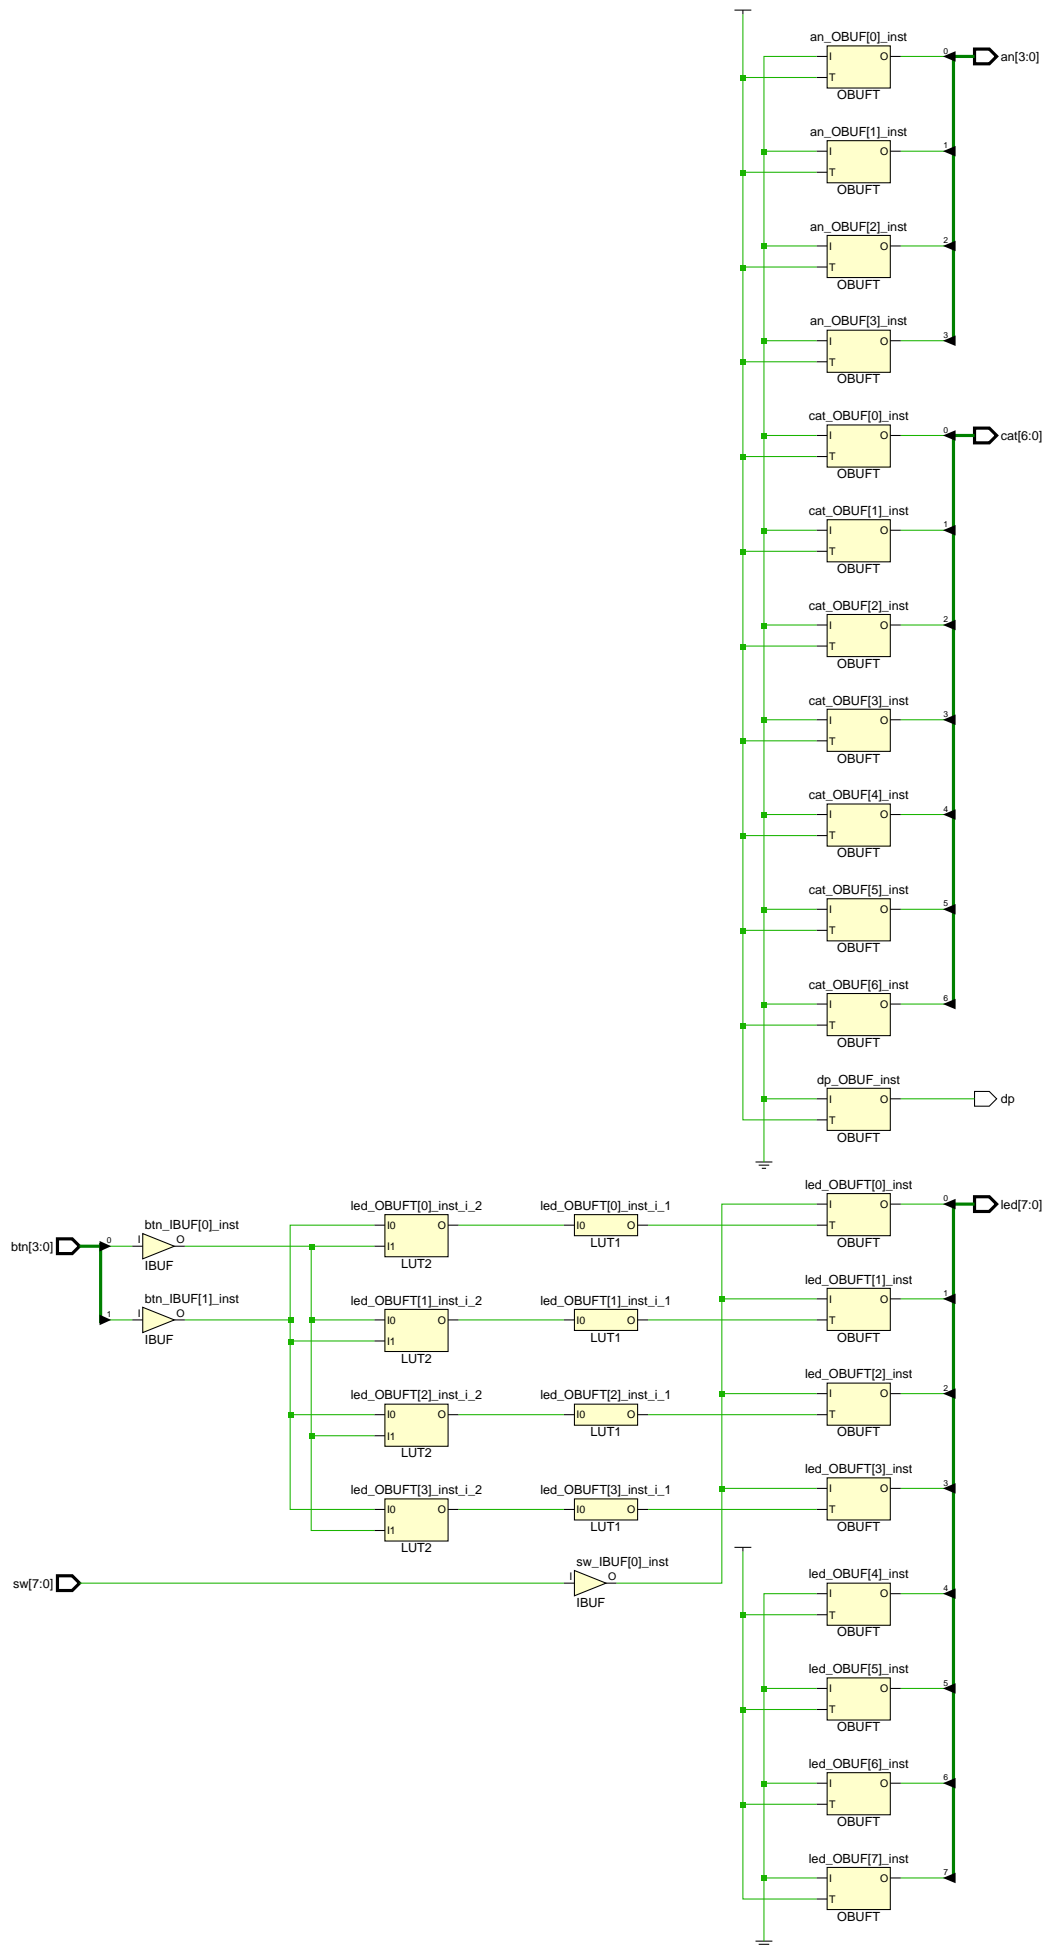 an_OBUF[0]_inst
0
I O an[3:0]
T
OBUFT
an_OBUF[1]_inst
1
I O
T
OBUFT
an_OBUF[2]_inst
2
I O
T
OBUFT
an_OBUF[3]_inst
3
I O
T
OBUFT
cat_OBUF[0]_inst
0
I O cat[6:0]
T
OBUFT
cat_OBUF[1]_inst
1
I O
T
OBUFT
cat_OBUF[2]_inst
2
I O
T
OBUFT
cat_OBUF[3]_inst
3
I O
T
OBUFT
cat_OBUF[4]_inst
4
I O
T
OBUFT
cat_OBUF[5]_inst
5
I O
T
OBUFT
cat_OBUF[6]_inst
6
I O
T
OBUFT
dp_OBUF_inst
I O dp
T
OBUFT
led_OBUFT[0]_inst
0
I O led[7:0]
T
OBUFT
led_OBUFT[0]_inst_i_2 led_OBUFT[0]_inst_i_1
I0 O I0 O
I1 LUT1
LUT2
btn_IBUF[0]_inst
btn[3:0] 0 I O
IBUF
btn_IBUF[1]_inst
1 I O
IBUF
led_OBUFT[1]_inst
1
I O
T
OBUFT
led_OBUFT[1]_inst_i_2 led_OBUFT[1]_inst_i_1
I0 O I0 O
I1 LUT1
LUT2
led_OBUFT[2]_inst
2
I O
T
OBUFT
led_OBUFT[2]_inst_i_2 led_OBUFT[2]_inst_i_1
I0 O I0 O
I1 LUT1
LUT2
led_OBUFT[3]_inst
3
I O
T
OBUFT
led_OBUFT[3]_inst_i_2 led_OBUFT[3]_inst_i_1
I0 O I0 O
I1 LUT1
LUT2
sw_IBUF[0]_inst
sw[7:0] I O
IBUF
led_OBUF[4]_inst
4
I O
T
OBUFT
led_OBUF[5]_inst
5
I O
T
OBUFT
led_OBUF[6]_inst
6
I O
T
OBUFT
led_OBUF[7]_inst
7
I O
T
OBUFT